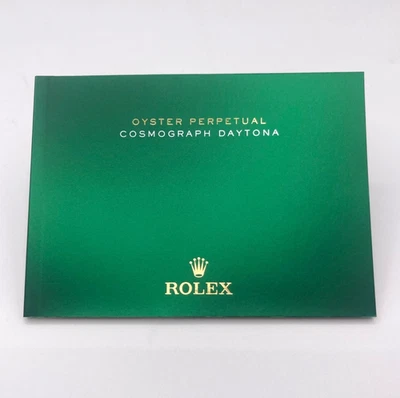 OYSTER PERPETUAL
COSMOGRAPH DAYTONA
ROLEX